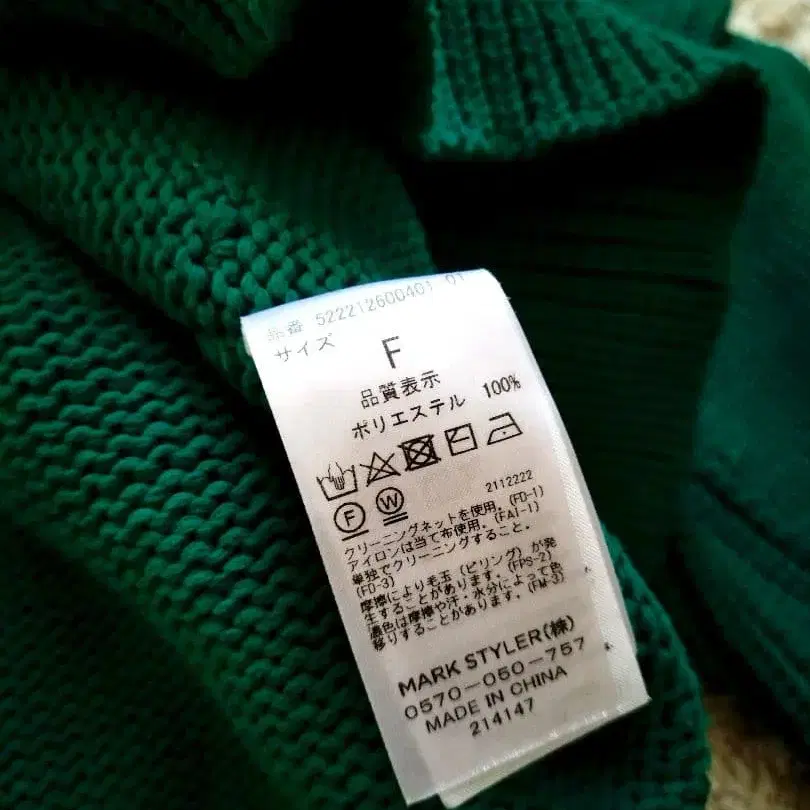 品番 522212600401 01
サイズ
F
品質表示
ポリエステル 100%
F W
2112222
クリーニングネットを使用。(FD-1)
アイロンは当て布使用。(FAI-1)
単独でクリーニングすること。
(FD-3)
摩擦により毛玉(ピリング)が発
生することがあります。(FPS-2)
濃色は摩擦や汗・水分によって色
移りすることがあります。(FM-3)
MARK STYLER(株)
0570-050-757
MADE IN CHINA
214147